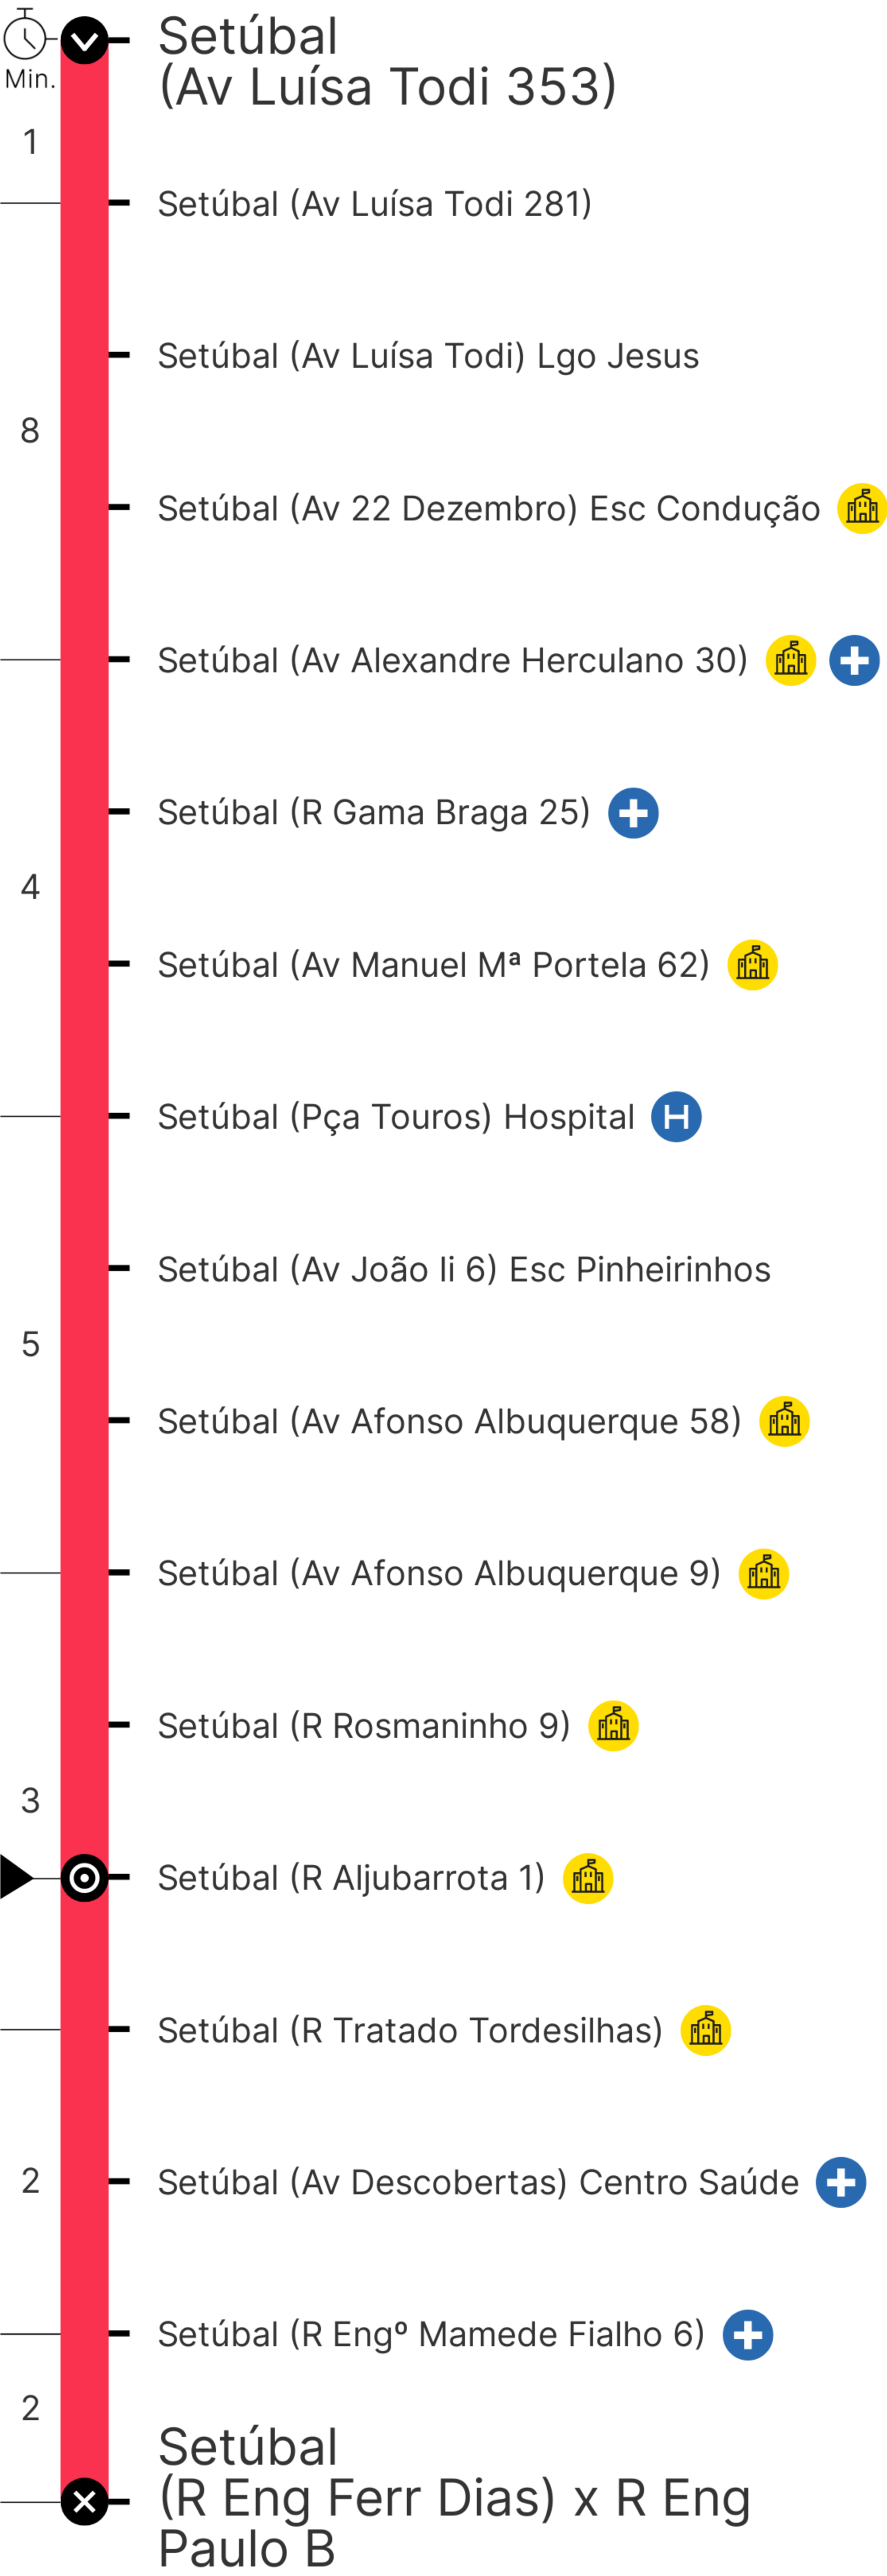 Min.
Setúbal
(Av Luísa Todi 353)
1
Setúbal (Av Luísa Todi 281)
Setúbal (Av Luísa Todi) Lgo Jesus
8
Setúbal (Av 22 Dezembro) Esc Condução
Setúbal (Av Alexandre Herculano 30)
Setúbal (R Gama Braga 25)
4
Setúbal (Av Manuel Mª Portela 62)
Setúbal (Pça Touros) Hospital H
Setúbal (Av João Ii 6) Esc Pinheirinhos
5
Setúbal (Av Afonso Albuquerque 58)
Setúbal (Av Afonso Albuquerque 9)
Setúbal (R Rosmaninho 9)
3
Setúbal (R Aljubarrota 1)
Setúbal (R Tratado Tordesilhas)
2 Setúbal (Av Descobertas) Centro Saúde
Setúbal (R Engº Mamede Fialho 6)
2
Setúbal
(R Eng Ferr Dias) x R Eng
Paulo B